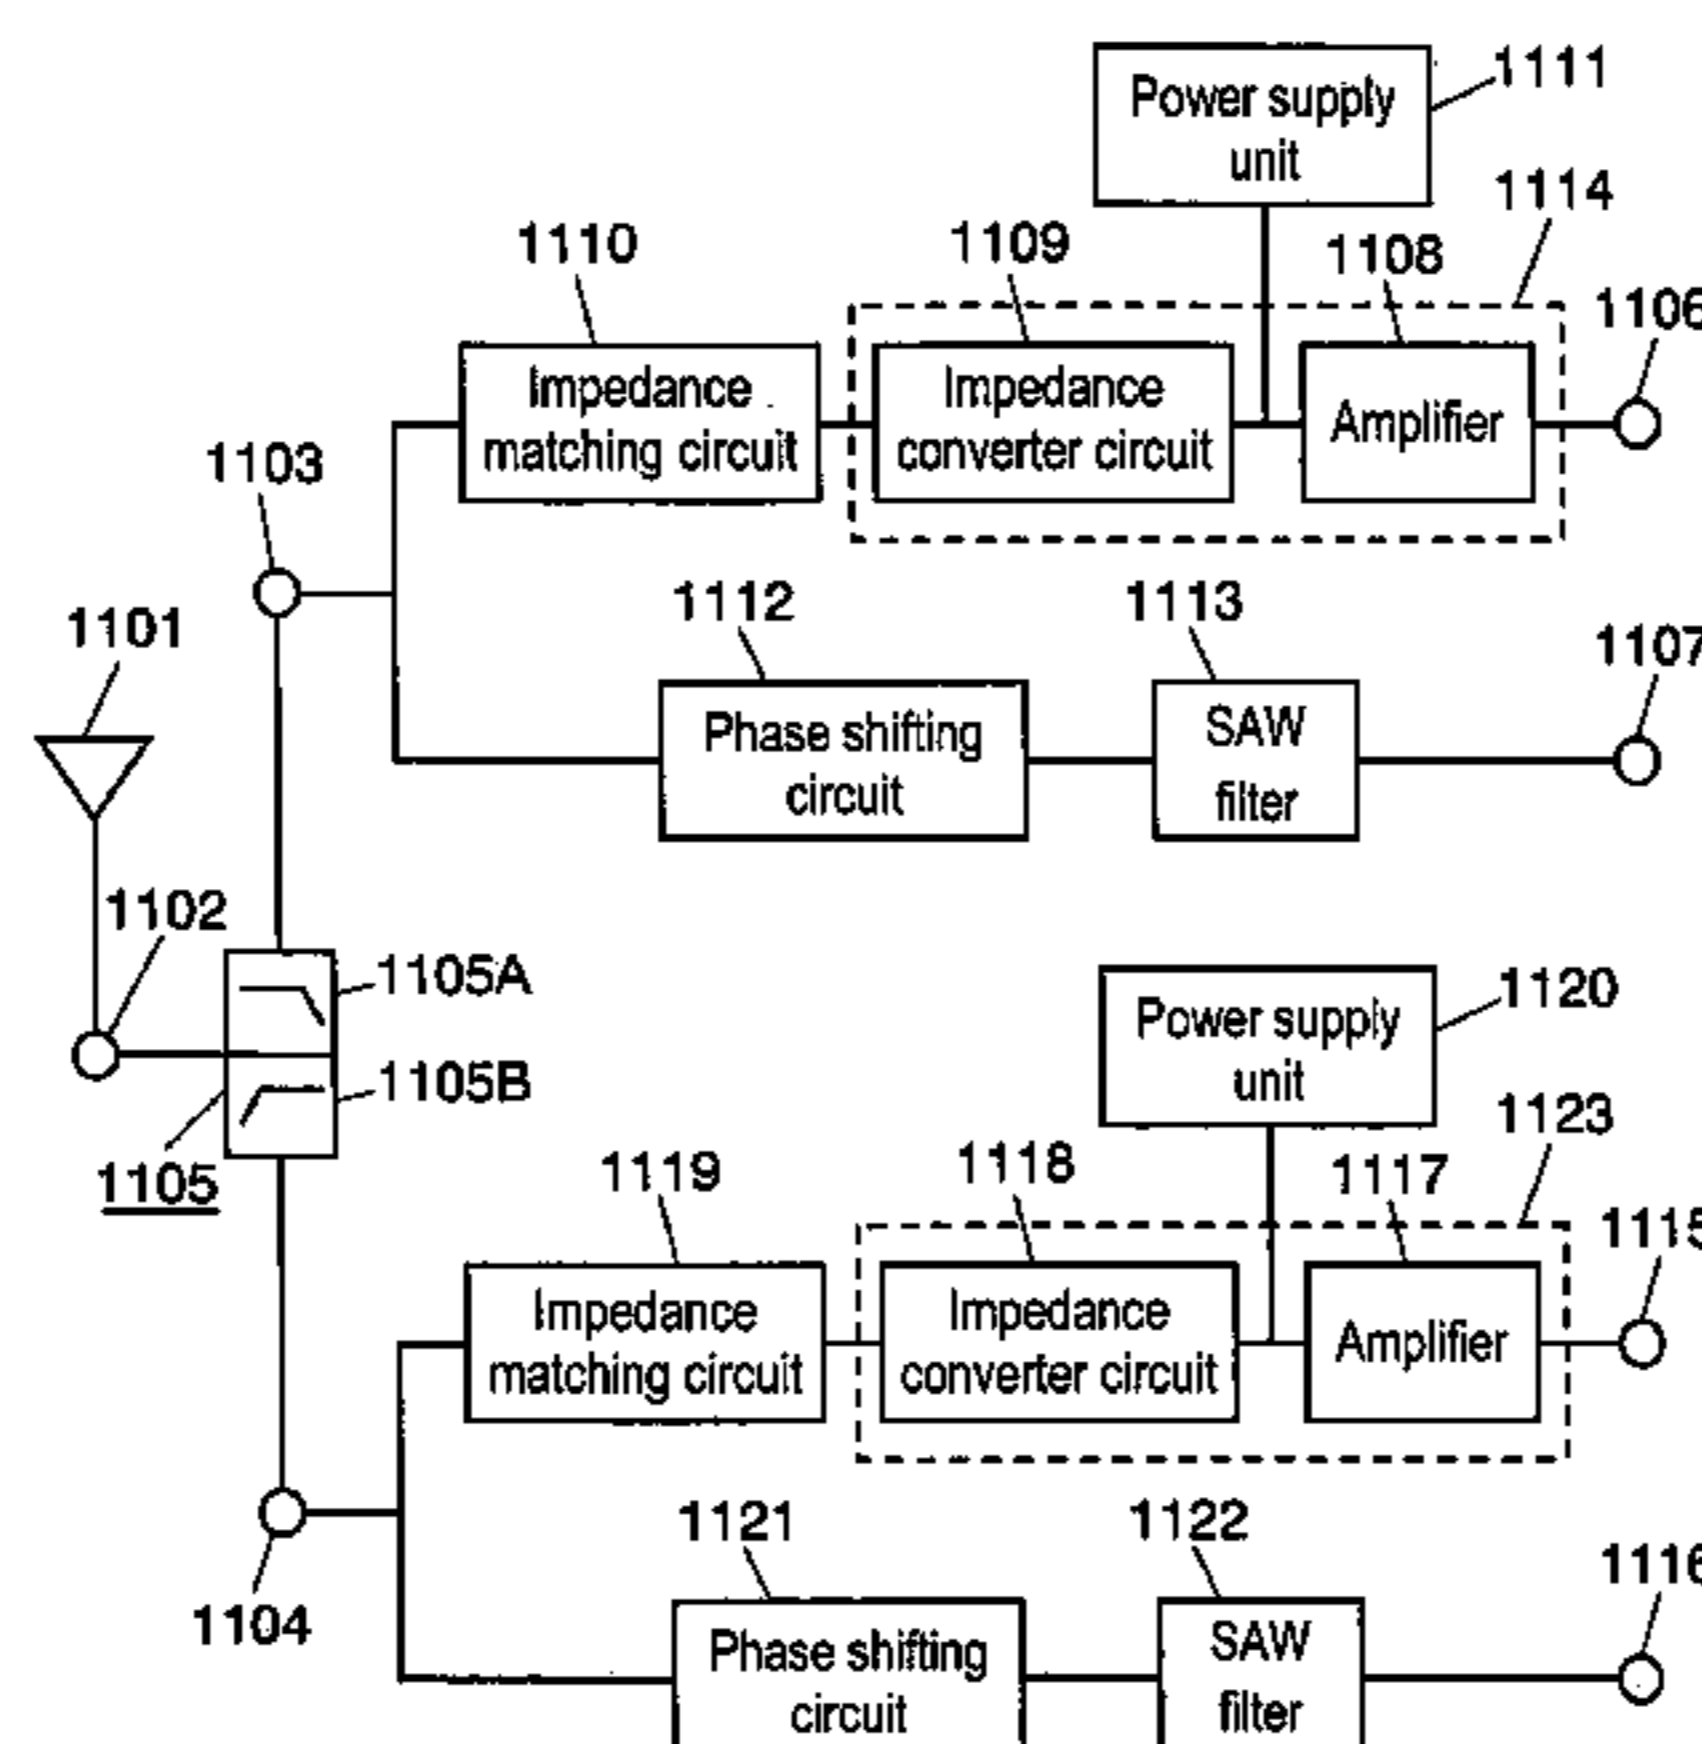 1111
Power supply
unit
1114
1110
1109
1108
1106
Impedance
matching circuit
Impedance
converter circuit
Amplifier
1103
1112
1113
1107
1101
Phase shifting
circuit
SAW
filter
1102
1105A
1105B
1105
1120
Power supply
unit
1123
1119
1118
1117
1115
Impedance
matching circuit
Impedance
converter circuit
Amplifier
1121
1122
1116
1104
Phase shifting
circuit
SAW
filter